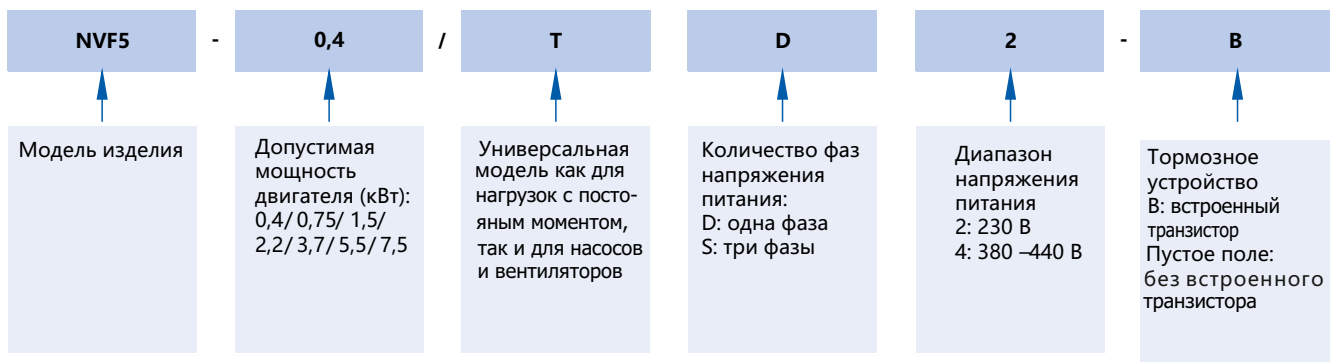 NVF5 - 0,4 / T D 2 - B
Модель изделия
Допустимая
мощность
двигателя (кВт):
0,4/ 0,75/ 1,5/
2,2/ 3,7/ 5,5/ 7,5
Универсальная
модель как для
нагрузок с посто-
яным моментом,
так и для насосов
и вентиляторов
Количество фаз
напряжения
питания:
D: одна фаза
S: три фазы
Диапазон
напряжения
питания
2: 230 В
4: 380 –440 В
Тормозное
устройство
В: встроенный
транзистор
Пустое поле:
без встроенного
транзистора